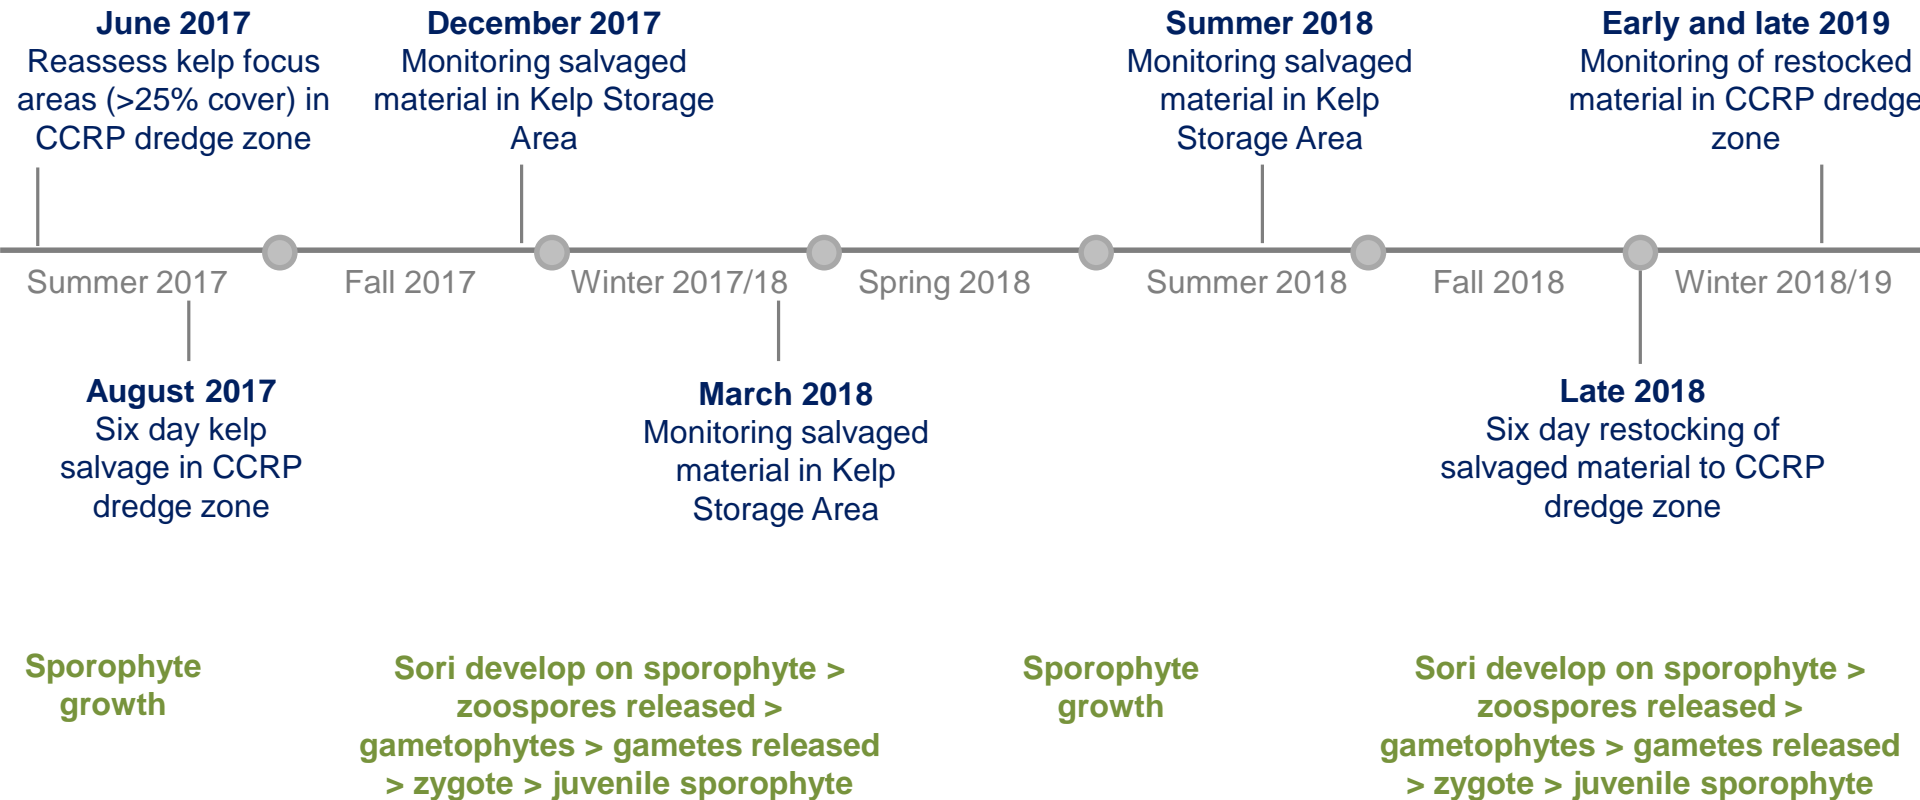 June 2017
Reassess kelp focus
areas (>25% cover) in
CCRP dredge zone
December 2017
Monitoring salvaged
material in Kelp Storage
Area
Summer 2018
Monitoring salvaged
material in Kelp
Storage Area
Early and late 2019
Monitoring of restocked
material in CCRP dredge
zone
Summer 2017
Fall 2017
Winter 2017/18
Spring 2018
Summer 2018
Fall 2018
Winter 2018/19
August 2017
Six day kelp
salvage in CCRP
dredge zone
March 2018
Monitoring salvaged
material in Kelp
Storage Area
Late 2018
Six day restocking of
salvaged material to CCRP
dredge zone
Sporophyte
growth
Sori develop on sporophyte >
zoospores released >
gametophytes > gametes released
> zygote > juvenile sporophyte
Sporophyte
growth
Sori develop on sporophyte >
zoospores released >
gametophytes > gametes released
> zygote > juvenile sporophyte